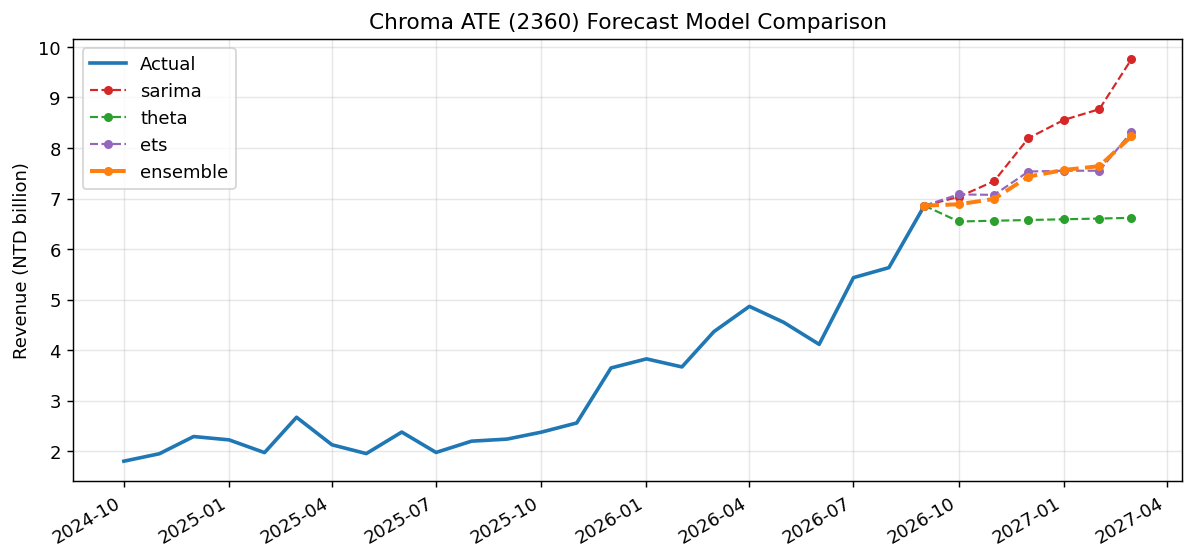 Chroma ATE (2360) Forecast Model Comparison
Revenue (NTD billion)
10
9
8
7
6
5
4
3
2
Actual
sarima
theta
ets
ensemble
2024-10
2025-01
2025-04
2025-07
2025-10
2026-01
2026-04
2026-07
2026-10
2027-01
2027-04